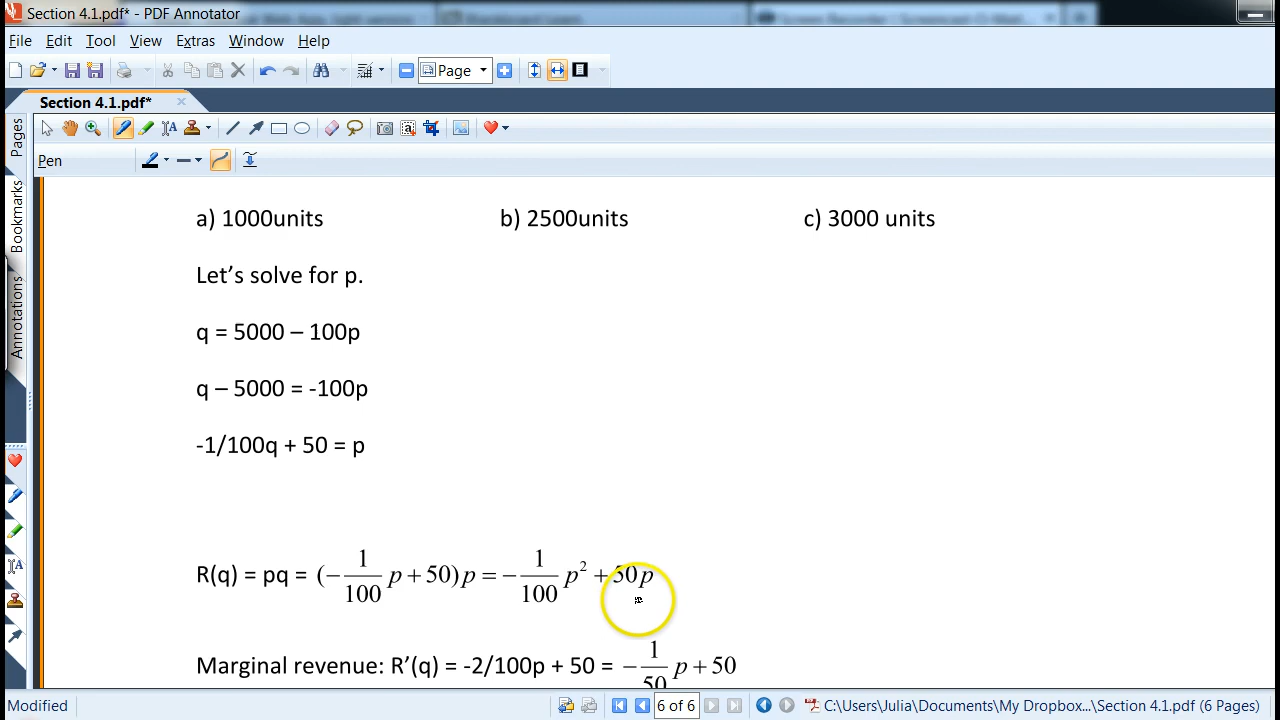 Section 4.1.pdf* - PDF Annotator
File Edit Tool View Extras Window Help
Page
Section 4.1.pdf*
Pen
Pages
Bookmarks
Annotations
a) 1000units b) 2500units c) 3000 units
Let's solve for p.
q = 5000 – 100p
q – 5000 = -100p
-1/100q + 50 = p
R(q) = pq = (−1/100 p + 50)p = −1/100 p² + 50p
Marginal revenue: R'(q) = -2/100p + 50 = −1/50 p + 50
Modified 6 of 6 C:\Users\Julia\Documents\My Dropbox...\Section 4.1.pdf (6 Pages)